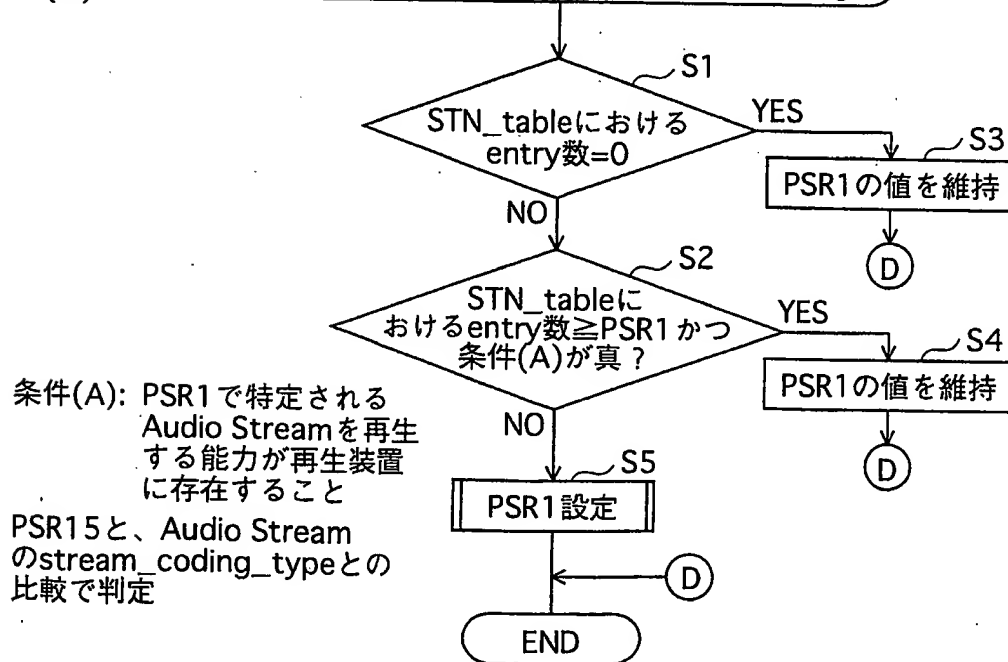 S1
STN_tableにおける
entry数=0
YES
S3
PSR1の値を維持
D
NO
S2
STN_tableに
おけるentry数≧PSR1かつ
条件(A)が真?
YES
S4
PSR1の値を維持
D
NO
条件(A): PSR1で特定される
Audio Streamを再生
する能力が再生装置
に存在すること
PSR15と、Audio Stream
のstream_coding_typeとの
比較で判定
S5
PSR1設定
D
END